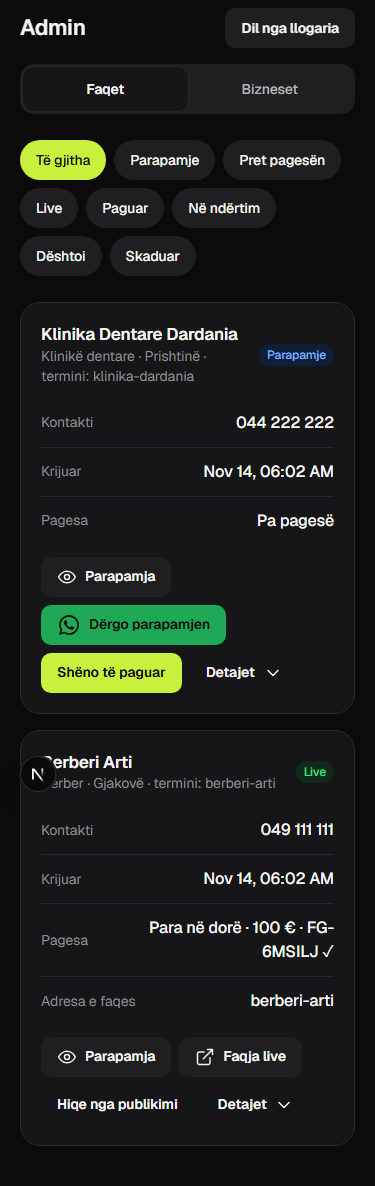 Admin
Dil nga llogaria
Faqet
Bizneset
Të gjitha
Parapamje
Pret pagesën
Live
Paguar
Në ndërtim
Dështoi
Skaduar
Klinika Dentare Dardania
Klinikë dentare · Prishtinë ·
termini: klinika-dardania
Parapamje
Kontakti
044 222 222
Krijuar
Nov 14, 06:02 AM
Pagesa
Pa pagesë
Parapamja
Dërgo parapamjen
Shëno të paguar
Detajet
N
Berberi Arti
Berber · Gjakovë · termini: berberi-arti
Live
Kontakti
049 111 111
Krijuar
Nov 14, 06:02 AM
Pagesa
Para në dorë · 100 € · FG-
6MSILJ ✓
Adresa e faqes
berberi-arti
Parapamja
Faqja live
Hiqe nga publikimi
Detajet